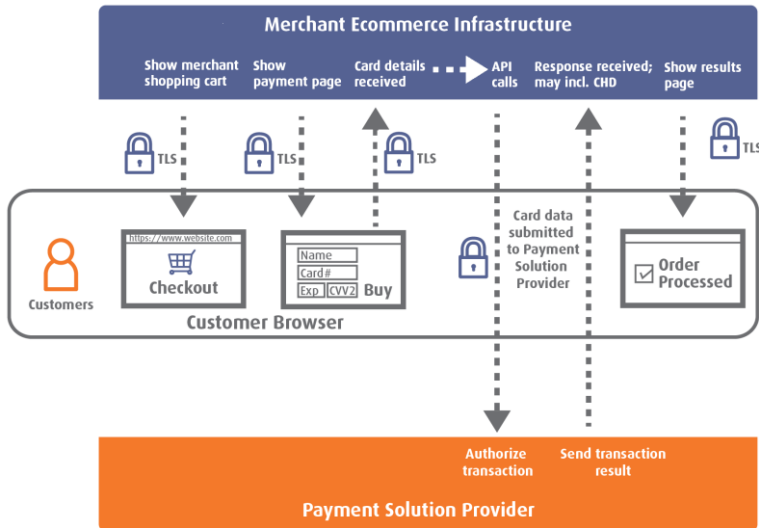 Merchant Ecommerce Infrastructure
Show merchant
shopping cart
Show
payment page
Card details
received
API
calls
Response received;
may incl. CHD
Show results
page
TLS
TLS
TLS
TLS
https://www.website.com
Checkout
Name
Card#
Exp
CVV2
Buy
Card data
submitted
to Payment
Solution
Provider
Order
Processed
Customers
Customer Browser
Authorize
transaction
Send transaction
result
Payment Solution Provider